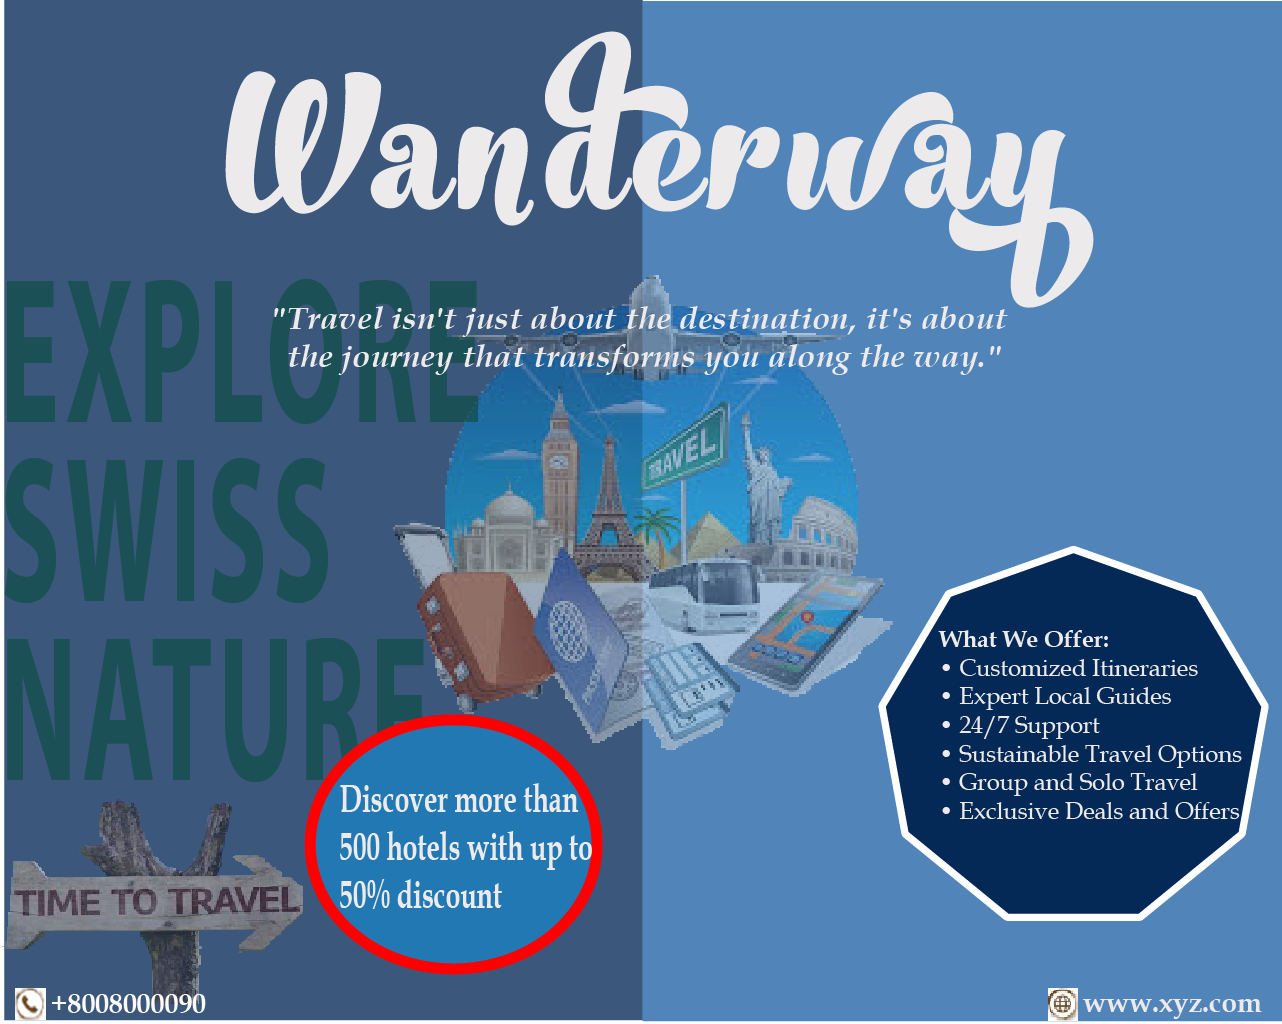 Wanderway
"Travel isn't just about the destination, it's about
the journey that transforms you along the way."
EXPLORE
SWISS
NATURE
TRAVEL
What We Offer:
• Customized Itineraries
• Expert Local Guides
• 24/7 Support
• Sustainable Travel Options
• Group and Solo Travel
• Exclusive Deals and Offers
Discover more than
500 hotels with up to
50% discount
TIME TO TRAVEL
+8008000090
www.xyz.com